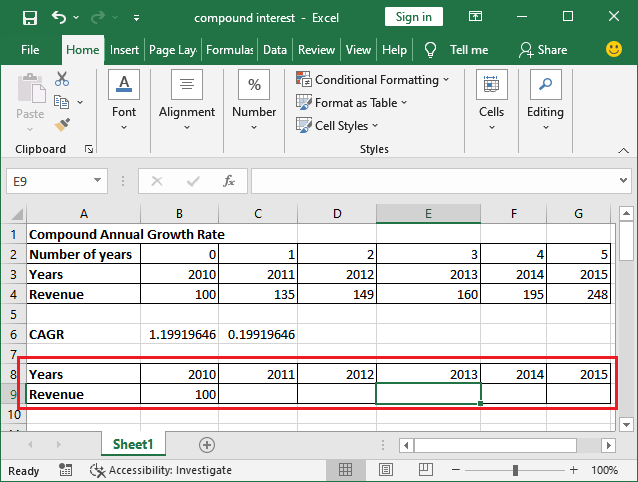 compound interest - Excel Sign in
File Home Insert Page Lay Formulas Data Review View Help Tell me Share
Paste Font Alignment Number Conditional Formatting Format as Table Cell Styles Cells Editing
Clipboard Styles
E9 fx
A B C D E F G
1 Compound Annual Growth Rate
2 Number of years 0 1 2 3 4 5
3 Years 2010 2011 2012 2013 2014 2015
4 Revenue 100 135 149 160 195 248
5
6 CAGR 1.19919646 0.19919646
7
8 Years 2010 2011 2012 2013 2014 2015
9 Revenue 100
10
Sheet1
Ready Accessibility: Investigate 100%